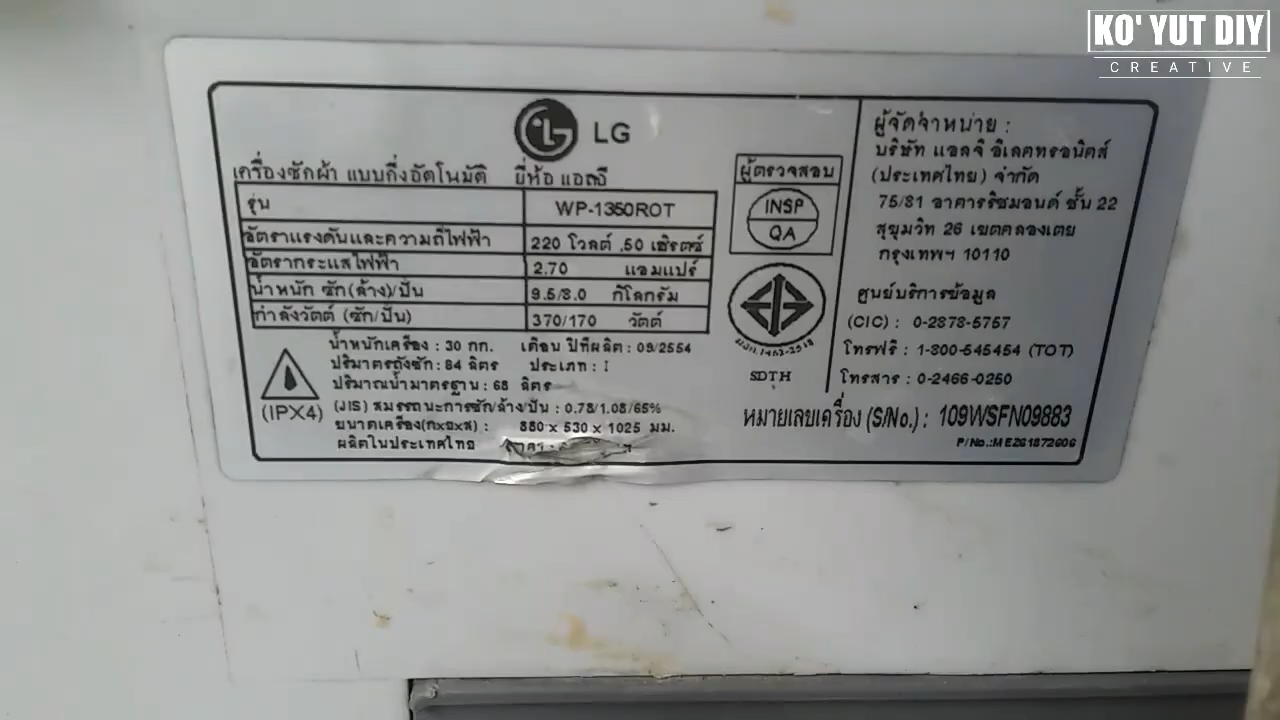 KO' YUT DIY
CREATIVE
LG
เครื่องซักผ้า แบบกึ่งอัตโนมัติ ยี่ห้อ แอลจี
รุ่น WP-1350ROT
อัตราแรงดันและความถี่ไฟฟ้า 220 โวลต์ ,50 เฮิรตซ์
อัตรากระแสไฟฟ้า 2.70 แอมแปร์
น้ำหนัก ซัก(ล้าง)/ปั่น 9.5/8.0 กิโลกรัม
กำลังวัตต์ (ซัก/ปั่น) 370/170 วัตต์
น้ำหนักเครื่อง : 30 กก. เดือน ปีที่ผลิต : 09/2554
ปริมาตรถังซัก : 84 ลิตร ประเภท : I
ปริมาณน้ำมาตรฐาน : 68 ลิตร
(IPX4)
(JIS) สมรรถนะการซัก/ล้าง/ปั่น : 0.78/1.08/65%
ขนาดเครื่อง(กxยxส) : 880 x 530 x 1025 มม.
ผลิตในประเทศไทย
ผู้ตรวจสอบ
INSP
QA
SDTH
ผู้จัดจำหน่าย :
บริษัท แอลจี อิเลคทรอนิคส์
(ประเทศไทย) จำกัด
75/81 อาคารริชมอนด์ ชั้น 22
สุขุมวิท 26 เขตคลองเตย
กรุงเทพฯ 10110
ศูนย์บริการข้อมูล
(CIC) : 0-2878-5757
โทรฟรี : 1-800-545454 (TOT)
โทรสาร : 0-2466-0250
หมายเลขเครื่อง (S/No.) : 109WSFN09883
P/No.:MEZ61872606